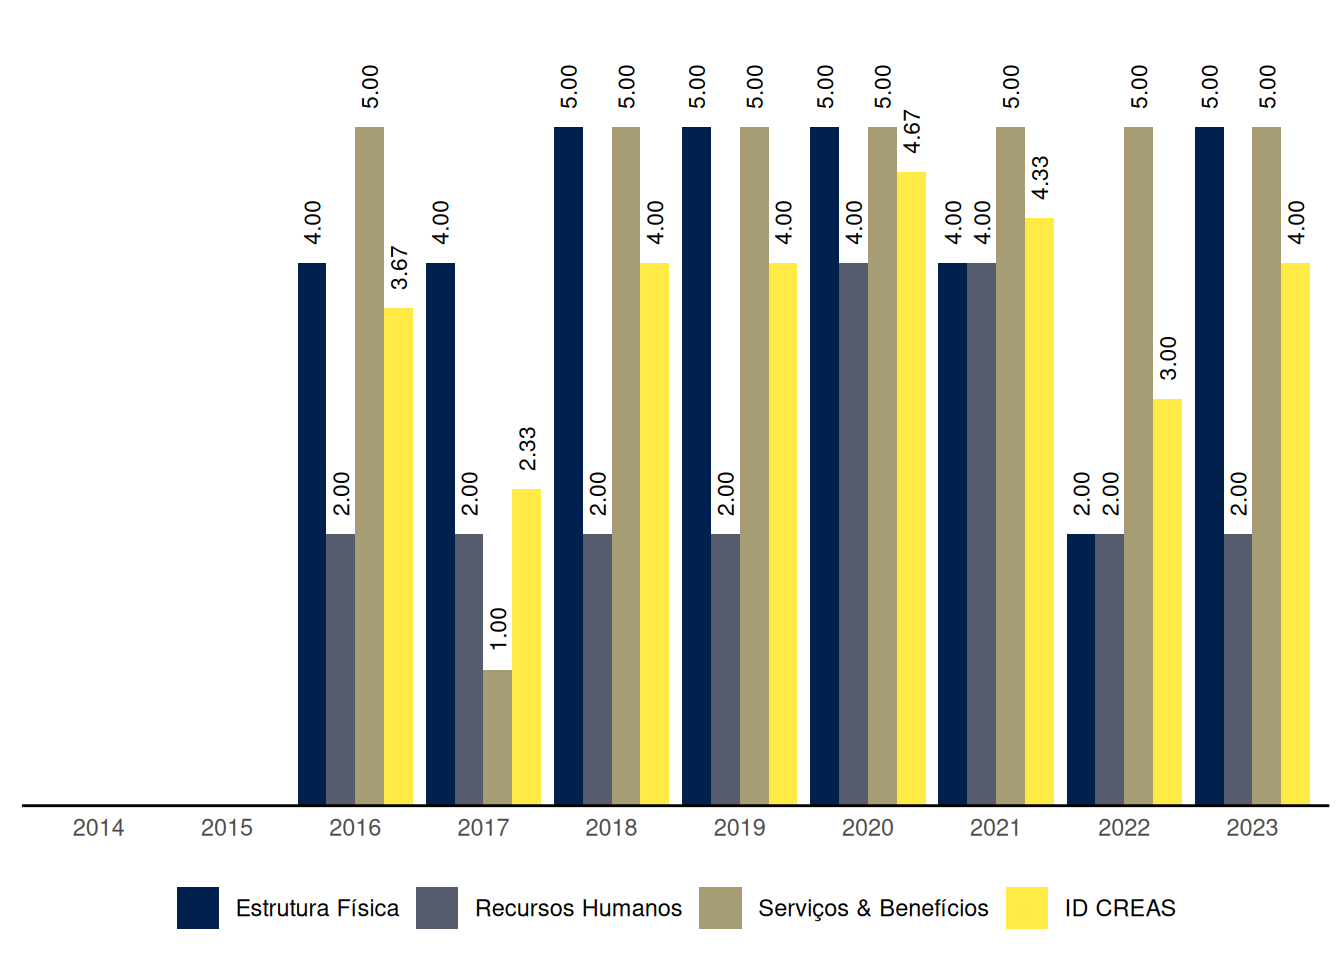 4.00 2.00 5.00 3.67
4.00 2.00 1.00 2.33
5.00 2.00 5.00 4.00
5.00 2.00 5.00 4.00
5.00 4.00 5.00 4.67
4.00 4.00 5.00 4.33
2.00 2.00 5.00 3.00
5.00 2.00 5.00 4.00
2014 2015 2016 2017 2018 2019 2020 2021 2022 2023
Estrutura Física Recursos Humanos Serviços & Benefícios ID CREAS